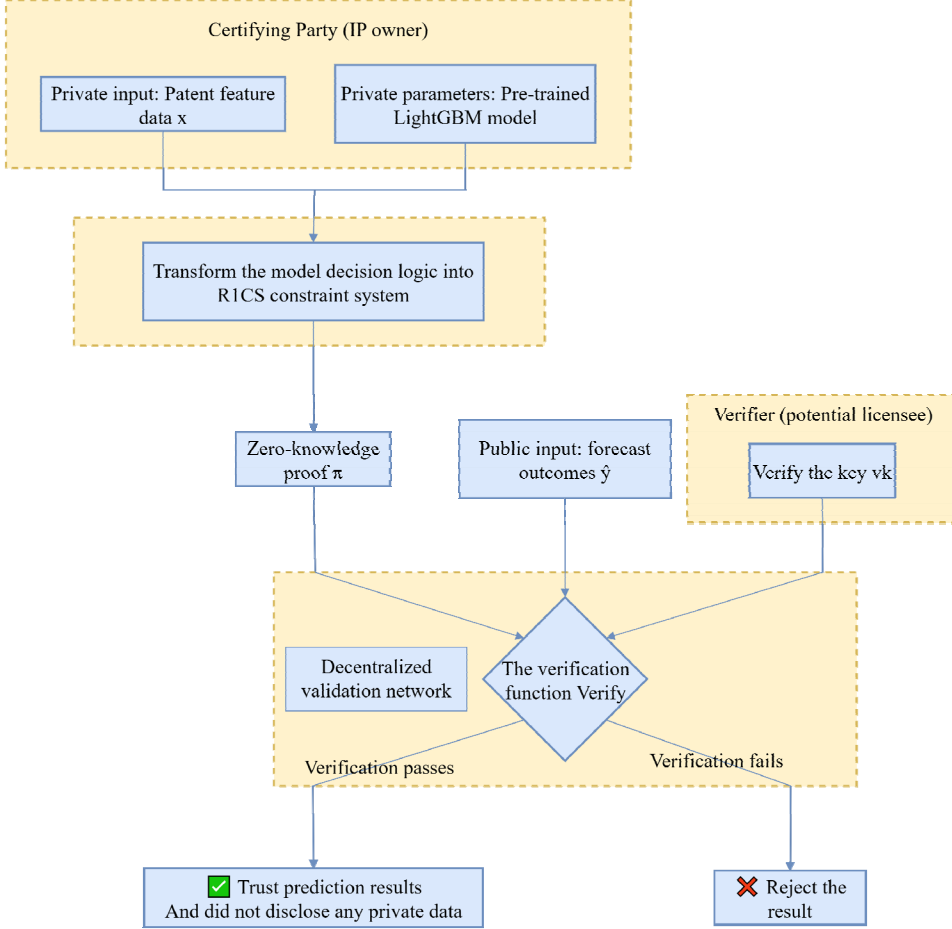 Certifying Party (IP owner)
Private input: Patent feature
data x
Private parameters: Pre-trained
LightGBM model
Transform the model decision logic into
R1CS constraint system
Zero-knowledge
proof π
Public input: forecast
outcomes ŷ
Verifier (potential licensee)
Verify the key vk
Decentralized
validation network
The verification
function Verify
Verification passes
Verification fails
✅ Trust prediction results
And did not disclose any private data
❌ Reject the
result